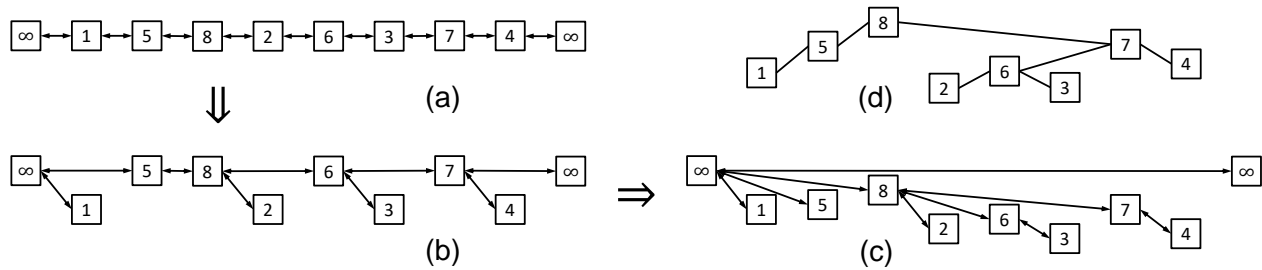 ∞ 1 5 8 2 6 3 7 4 ∞
(a)
⇓
∞ 5 8 6 7 ∞
1 2 3 4
(b)
⇒
8
5 7
1 6 4
2 3
(d)
∞ ∞
8
1 5 6 7
2 3 4
(c)